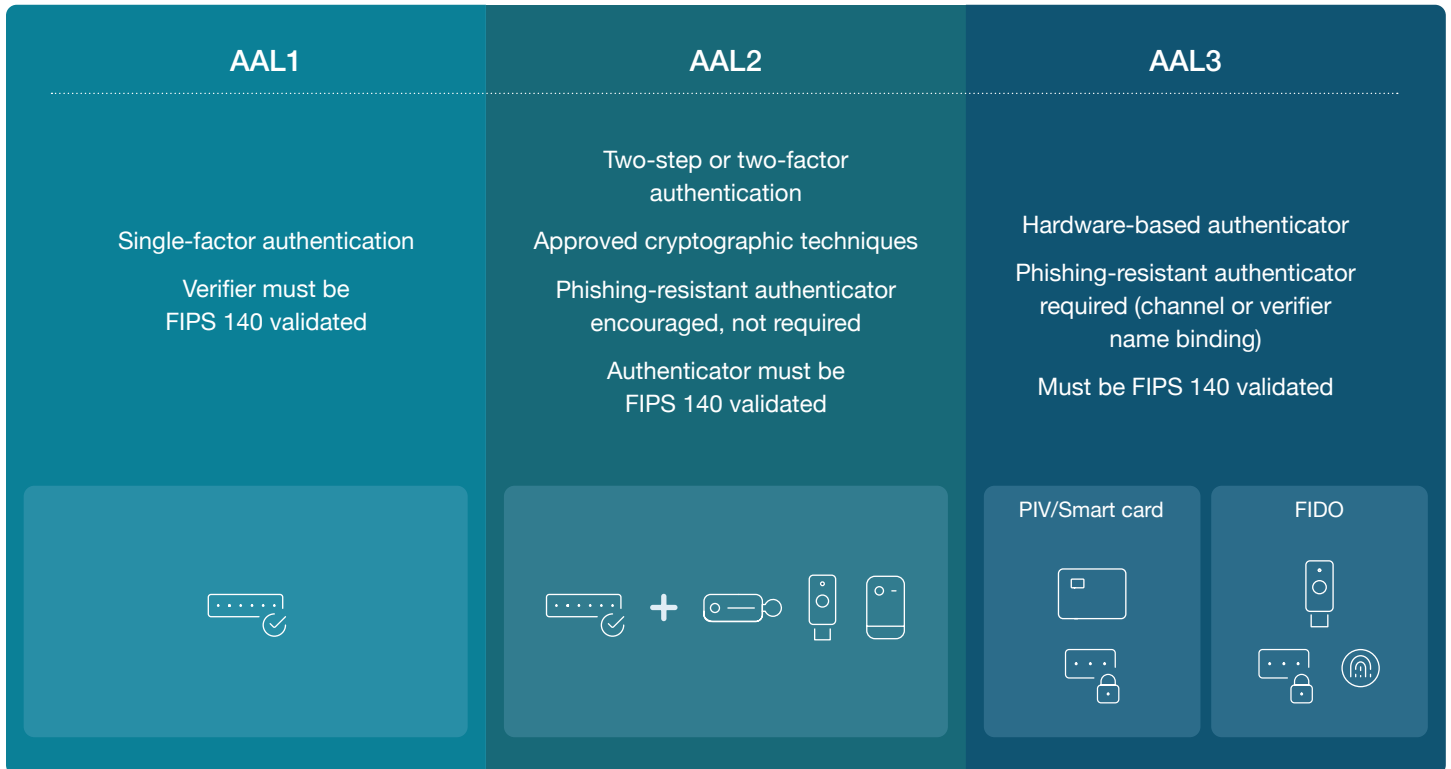 AAL1
Single-factor authentication
Verifier must be
FIPS 140 validated
AAL2
Two-step or two-factor
authentication
Approved cryptographic techniques
Phishing-resistant authenticator
encouraged, not required
Authenticator must be
FIPS 140 validated
AAL3
Hardware-based authenticator
Phishing-resistant authenticator
required (channel or verifier
name binding)
Must be FIPS 140 validated
PIV/Smart card
FIDO